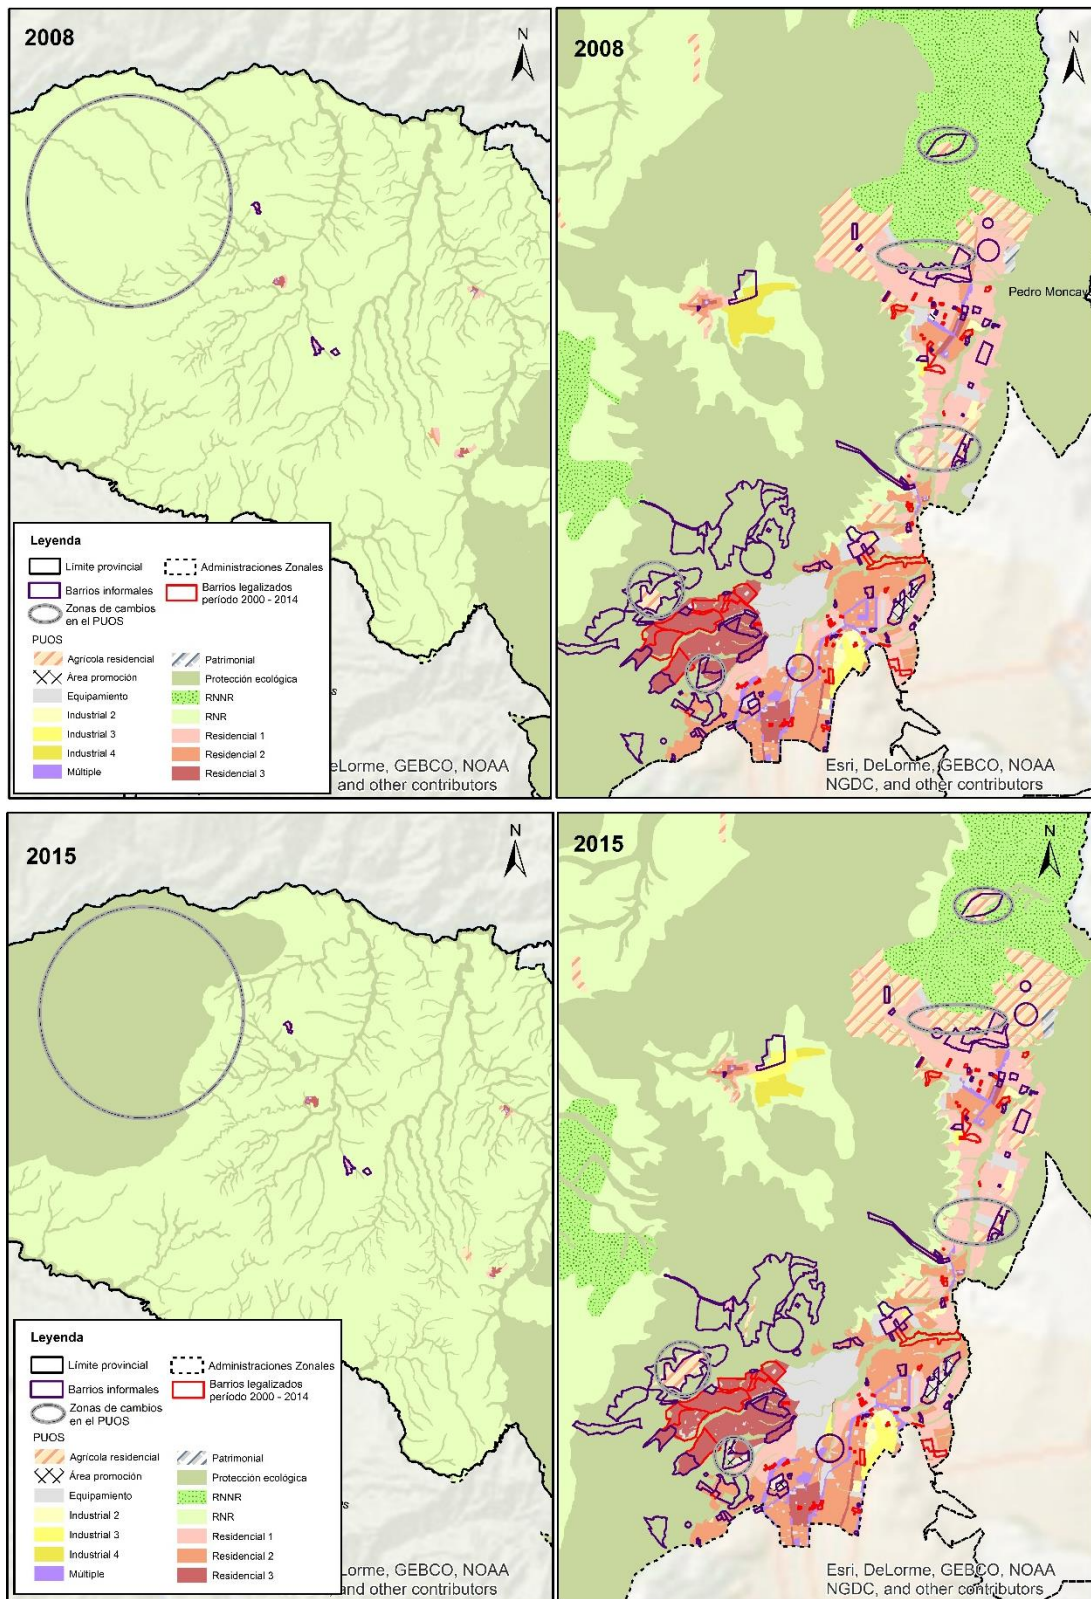 2008
N
Leyenda
Límite provincial
Administraciones Zonales
Barrios informales
Barrios legalizados
período 2000 - 2014
Zonas de cambios
en el PUOS
PUOS
Agrícola residencial
Patrimonial
Área promoción
Protección ecológica
Equipamiento
RNNR
Industrial 2
RNR
Industrial 3
Residencial 1
Industrial 4
Residencial 2
Múltiple
Residencial 3
eLorme, GEBCO, NOAA
and other contributors
2008
N
Pedro Moncay
Esri, DeLorme, GEBCO, NOAA
NGDC, and other contributors
2015
N
Leyenda
Límite provincial
Administraciones Zonales
Barrios informales
Barrios legalizados
período 2000 - 2014
Zonas de cambios
en el PUOS
PUOS
Agrícola residencial
Patrimonial
Área promoción
Protección ecológica
Equipamiento
RNNR
Industrial 2
RNR
Industrial 3
Residencial 1
Industrial 4
Residencial 2
Múltiple
Residencial 3
eLorme, GEBCO, NOAA
and other contributors
2015
N
Esri, DeLorme, GEBCO, NOAA
NGDC, and other contributors